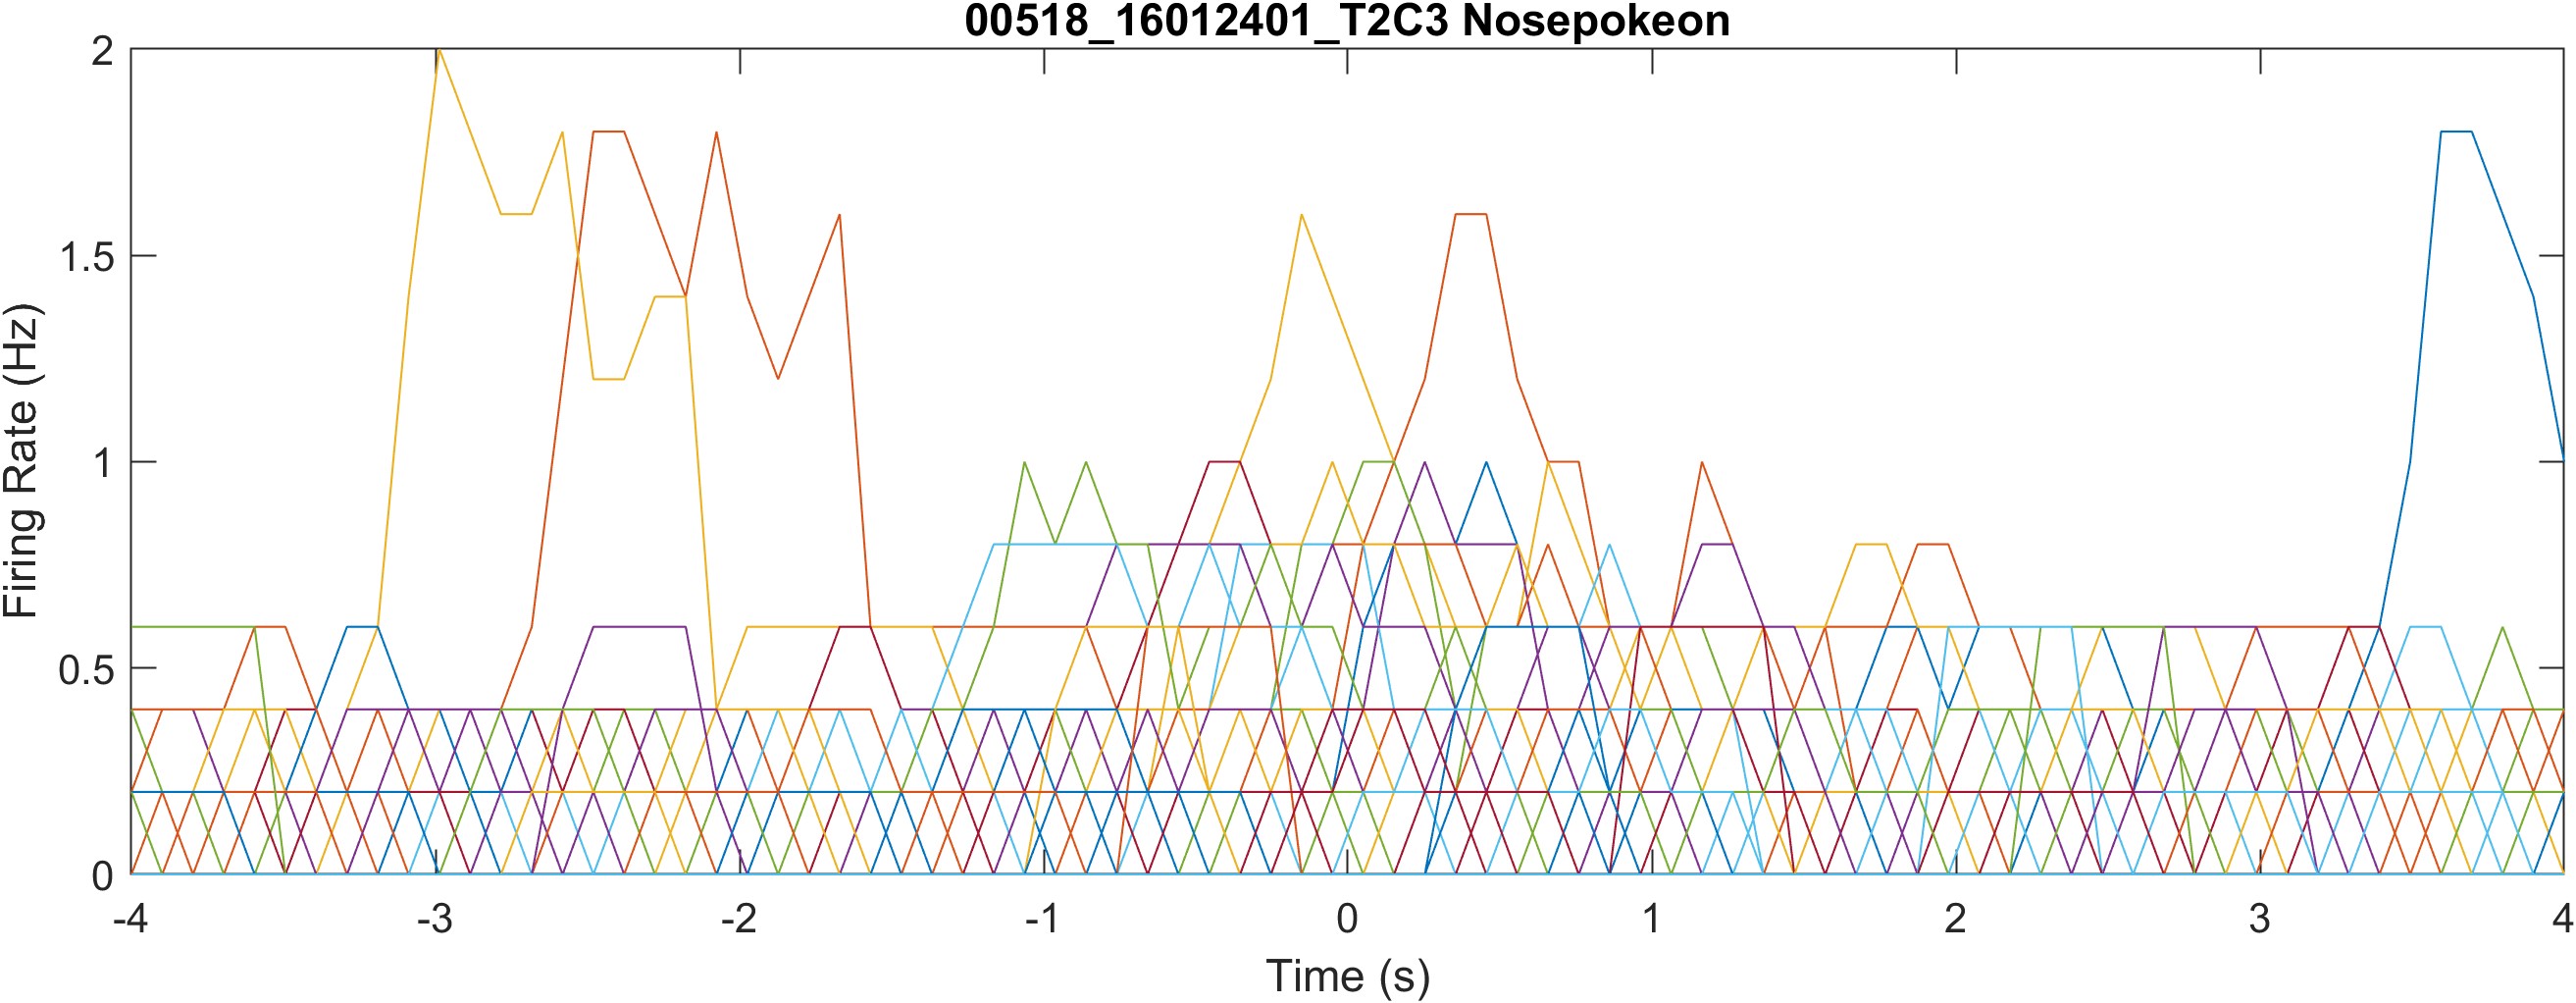 00518_16012401_T2C3 Nosepokeon
2
1.5
1
0.5
0
Firing Rate (Hz)
-4 -3 -2 -1 0 1 2 3 4
Time (s)